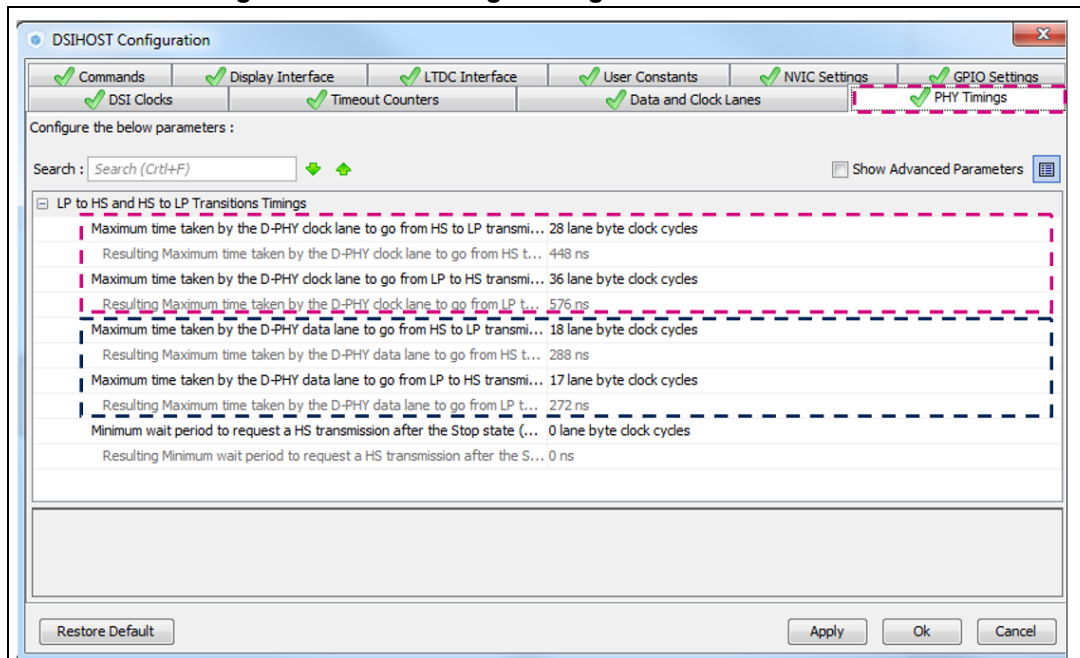 DSIHOST Configuration
Commands Display Interface LTDC Interface User Constants NVIC Settings GPIO Settings
DSI Clocks Timeout Counters Data and Clock Lanes PHY Timings
Configure the below parameters :
Search : Search (Crtl+F) Show Advanced Parameters
LP to HS and HS to LP Transitions Timings
Maximum time taken by the D-PHY clock lane to go from HS to LP transmi... 28 lane byte clock cycles
Resulting Maximum time taken by the D-PHY clock lane to go from HS t... 448 ns
Maximum time taken by the D-PHY clock lane to go from LP to HS transmi... 36 lane byte clock cycles
Resulting Maximum time taken by the D-PHY clock lane to go from LP t... 576 ns
Maximum time taken by the D-PHY data lane to go from HS to LP transmi... 18 lane byte clock cycles
Resulting Maximum time taken by the D-PHY data lane to go from HS t... 288 ns
Maximum time taken by the D-PHY data lane to go from LP to HS transmi... 17 lane byte clock cycles
Resulting Maximum time taken by the D-PHY data lane to go from LP t... 272 ns
Minimum wait period to request a HS transmission after the Stop state (... 0 lane byte clock cycles
Resulting Minimum wait period to request a HS transmission after the S... 0 ns
Restore Default Apply Ok Cancel